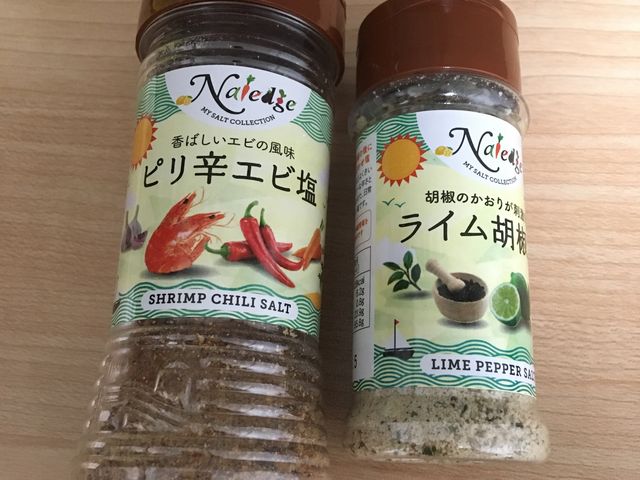 Naledge
MY SALT COLLECTION
香ばしいエビの風味
ピリ辛エビ塩
SHRIMP CHILI SALT
Naledge
MY SALT COLLECTION
胡椒のかおりが
ライム胡椒
LIME PEPPER